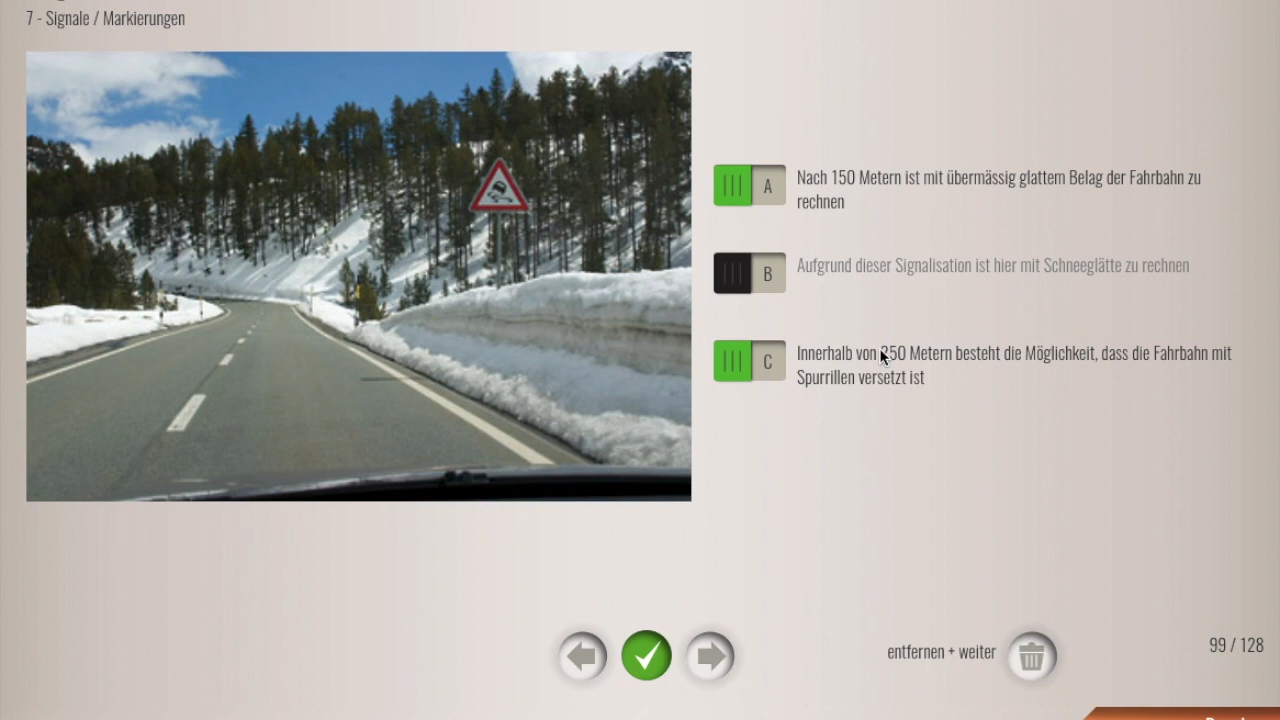 7 - Signale / Markierungen
A
Nach 150 Metern ist mit übermässig glattem Belag der Fahrbahn zu
rechnen
B
Aufgrund dieser Signalisation ist hier mit Schneeglätte zu rechnen
C
Innerhalb von 250 Metern besteht die Möglichkeit, dass die Fahrbahn mit
Spurrillen versetzt ist
entfernen + weiter
99 / 128